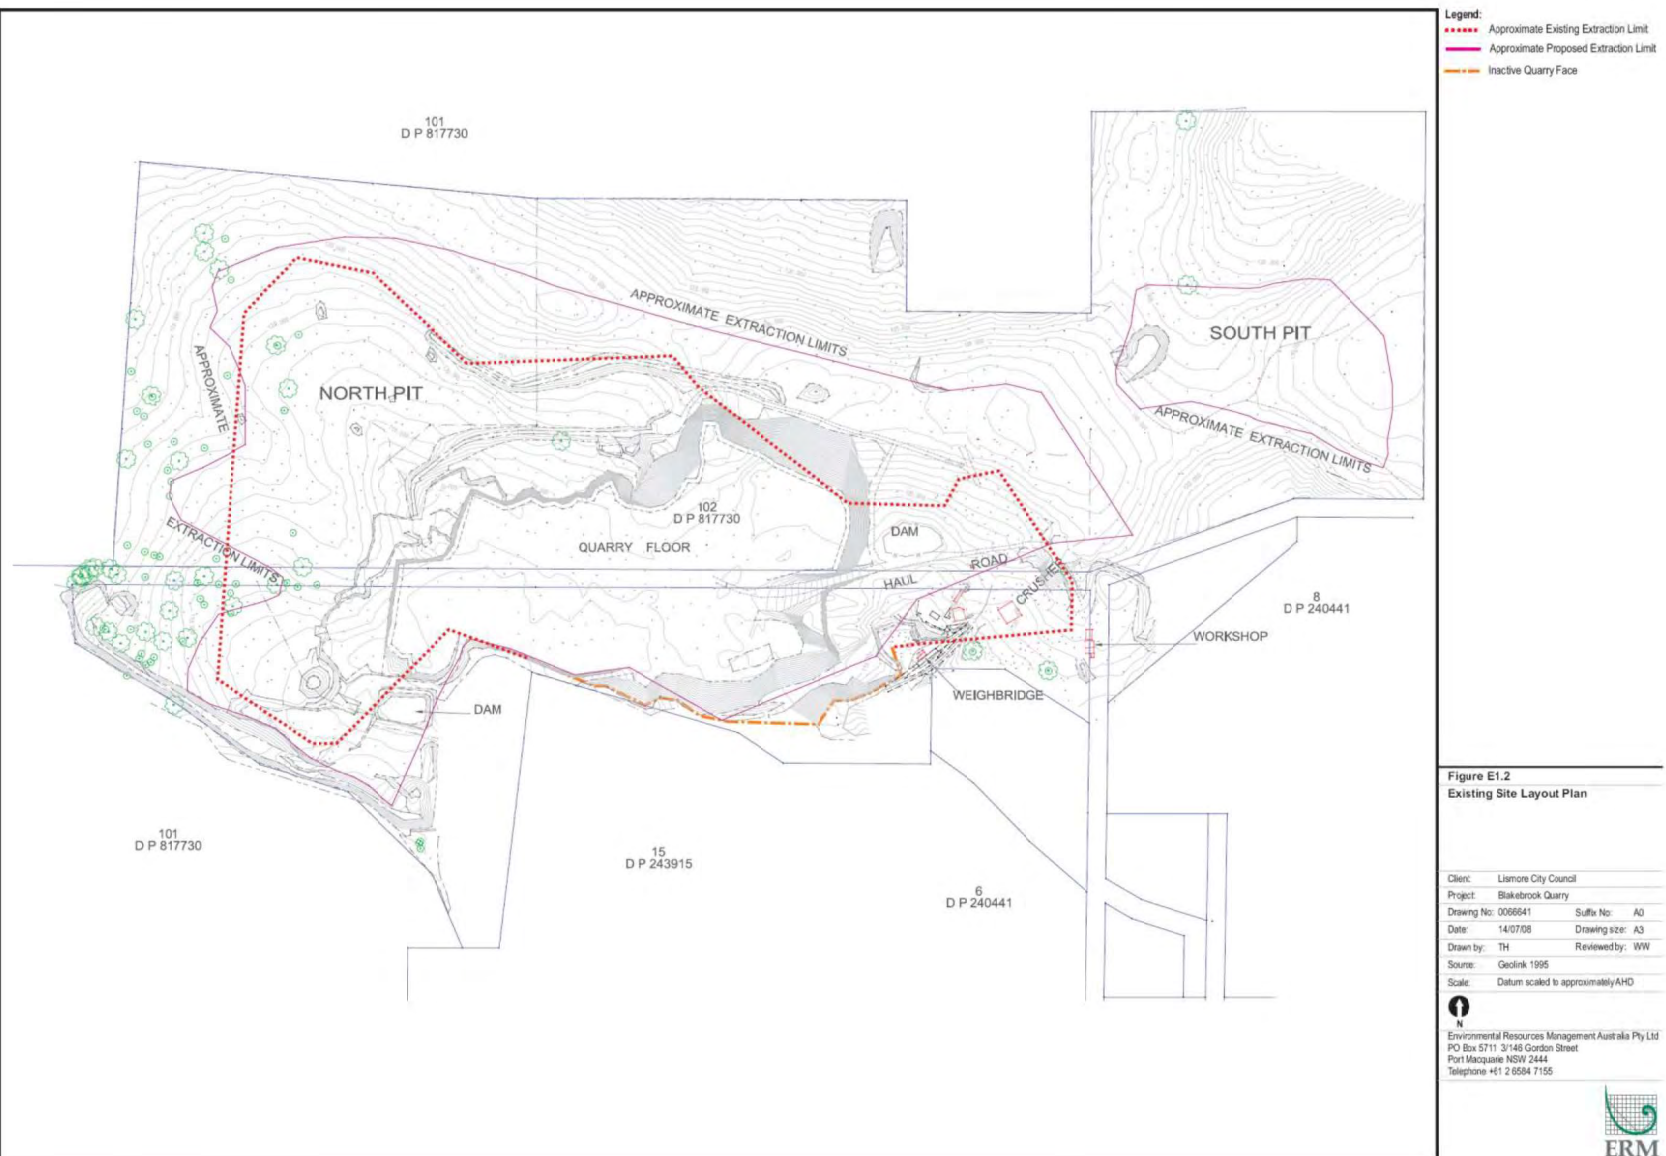 Legend:
Approximate Existing Extraction Limit
Approximate Proposed Extraction Limit
Inactive Quarry Face
101
D P 817730
APPROXIMATE EXTRACTION LIMITS
SOUTH PIT
APPROXIMATE
NORTH PIT
APPROXIMATE EXTRACTION LIMITS
102
D P 817730
EXTRACTION LIMITS
QUARRY FLOOR
DAM
HAUL ROAD
CRUSHER
8
D P 240441
WORKSHOP
WEIGHBRIDGE
DAM
101
D P 817730
15
D P 243915
6
D P 240441
Figure E1.2
Existing Site Layout Plan
Client: Lismore City Council
Project: Blakebrook Quarry
Drawng No: 0066641 Suffix No: A0
Date: 14/07/08 Drawing size: A3
Drawn by: TH Reviewed by: WW
Source: Geolink 1995
Scale: Datum scaled to approximately AHD
N
Environmental Resources Management Australia Pty Ltd
PO Box 5711 3/146 Gordon Street
Port Macquarie NSW 2444
Telephone +61 2 6584 7155
ERM